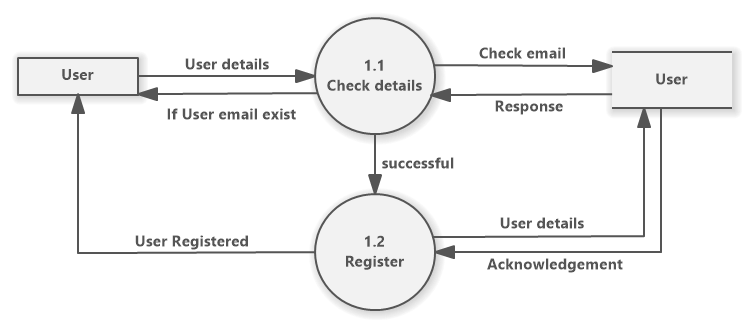 User
User details
1.1
Check details
Check email
User
If User email exist
Response
successful
User Registered
1.2
Register
User details
Acknowledgement